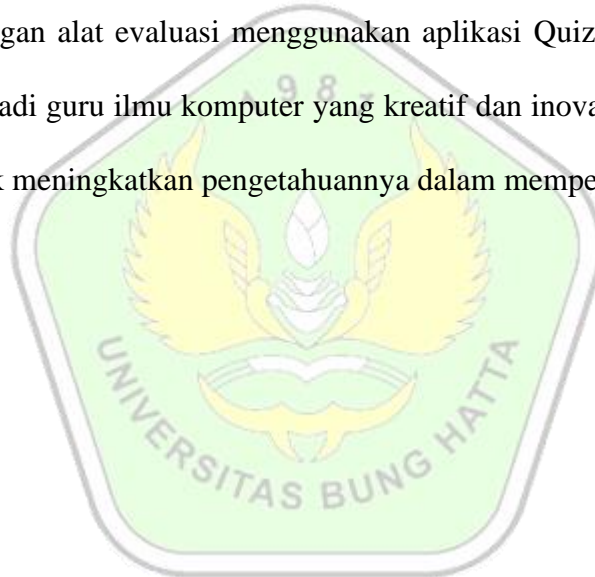 gan alat evaluasi menggunakan aplikasi Quiz
adi guru ilmu komputer yang kreatif dan inova
k meningkatkan pengetahuannya dalam mempe
UNIVERSITAS BUNG HATTA